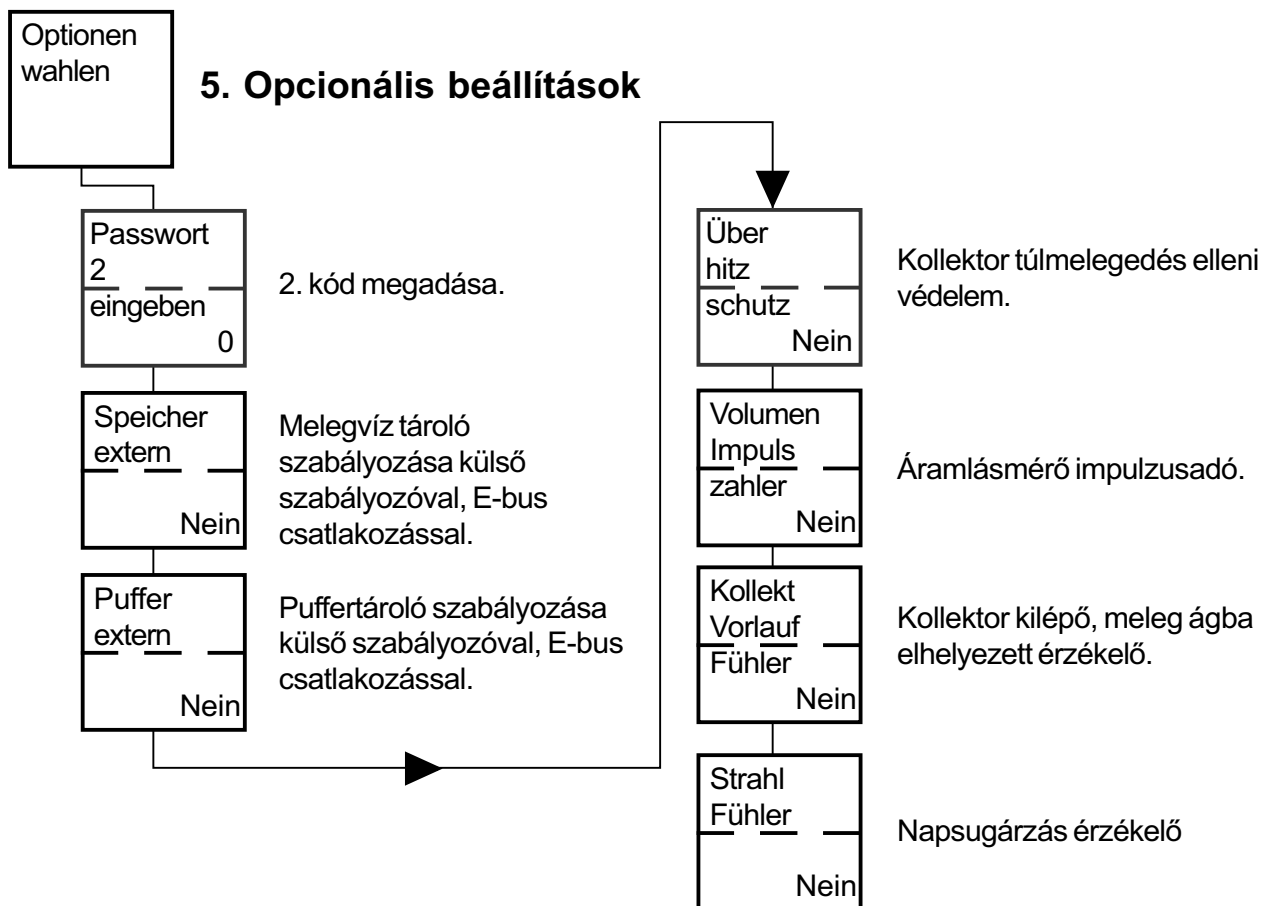 Optionen
wahlen
5. Opcionális beállítások
Passwort
2
eingeben
0
2. kód megadása.
Speicher
extern
Nein
Melegvíz tároló
szabályozása külső
szabályozóval, E-bus
csatlakozással.
Puffer
extern
Nein
Puffertároló szabályozása
külső szabályozóval, E-bus
csatlakozással.
Über
hitz
schutz
Nein
Kollektor túlmelegedés elleni
védelem.
Volumen
Impuls
zahler
Nein
Áramlásmérő impulzusadó.
Kollekt
Vorlauf
Fühler
Nein
Kollektor kilépő, meleg ágba
elhelyezett érzékelő.
Strahl
Fühler
Nein
Napsugárzás érzékelő